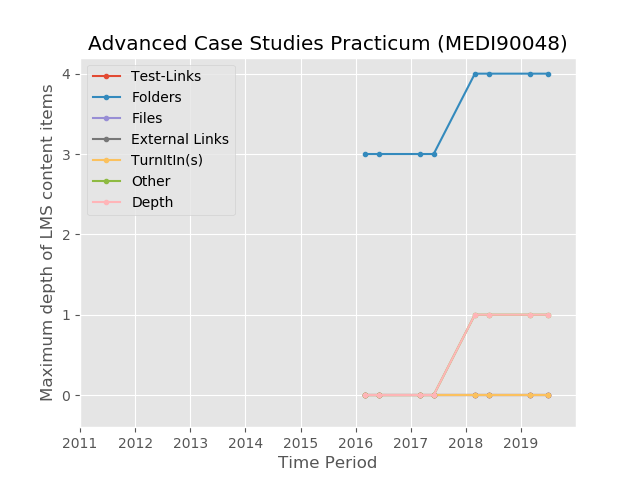 Advanced Case Studies Practicum (MEDI90048)
Maximum depth of LMS content items
4
3
2
1
0
Test-Links
Folders
Files
External Links
TurnItIn(s)
Other
Depth
2011 2012 2013 2014 2015 2016 2017 2018 2019
Time Period